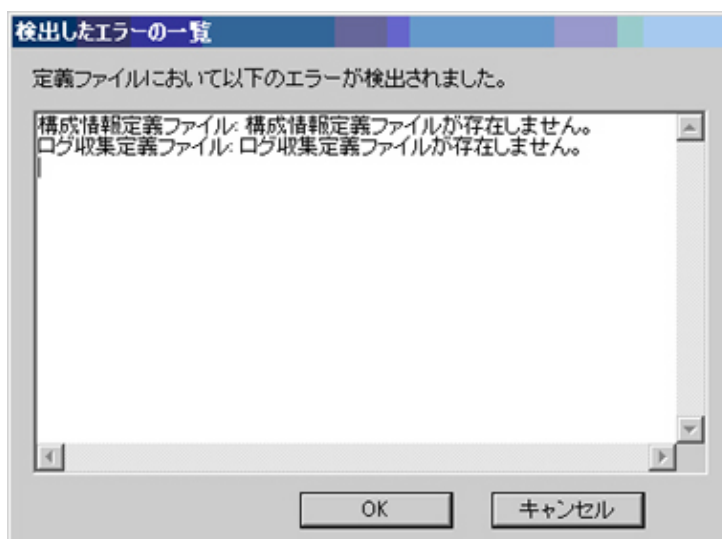 検出したエラーの一覧
定義ファイルにおいて以下のエラーが検出されました。
構成情報定義ファイル: 構成情報定義ファイルが存在しません。
ログ収集定義ファイル: ログ収集定義ファイルが存在しません。
OK キャンセル